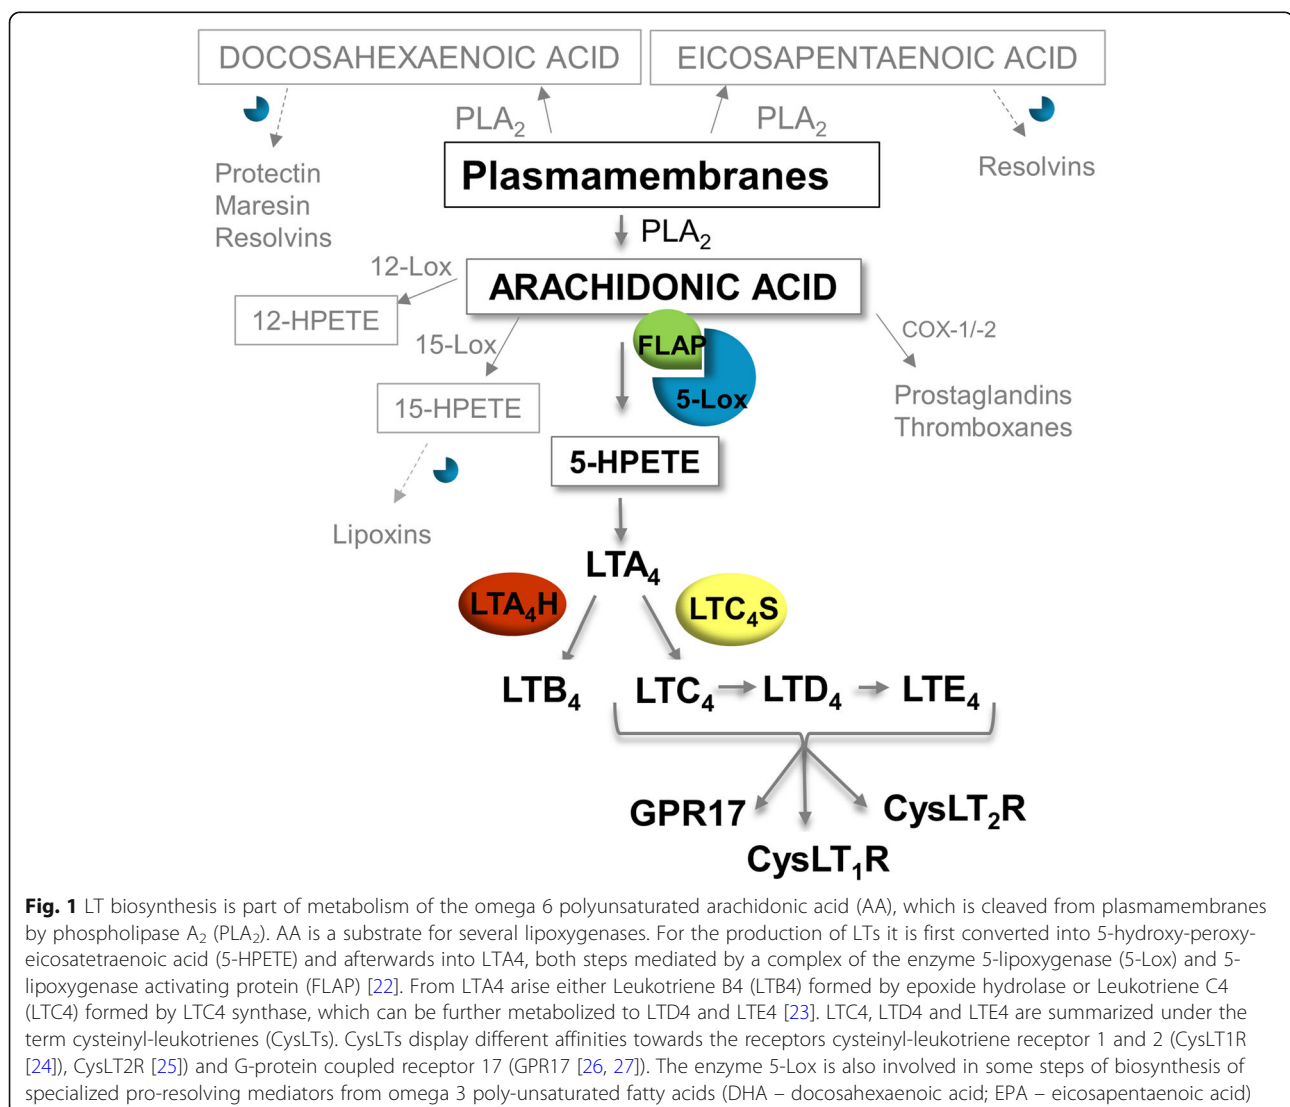 DOCOSAHEXAENOIC ACID
EICOSAPENTAENOIC ACID
PLA2
PLA2
Protectin
Maresin
Resolvins
Plasmamembranes
Resolvins
PLA2
12-Lox
ARACHIDONIC ACID
12-HPETE
15-Lox
FLAP
COX-1/-2
5-Lox
15-HPETE
Prostaglandins
Thromboxanes
5-HPETE
Lipoxins
LTA4
LTA4H
LTC4S
LTB4
LTC4
LTD4
LTE4
GPR17
CysLT2R
CysLT1R
Fig. 1 LT biosynthesis is part of metabolism of the omega 6 polyunsaturated arachidonic acid (AA), which is cleaved from plasmamembranes
by phospholipase A2 (PLA2). AA is a substrate for several lipoxygenases. For the production of LTs it is first converted into 5-hydroxy-peroxy-
eicosatetraenoic acid (5-HPETE) and afterwards into LTA4, both steps mediated by a complex of the enzyme 5-lipoxygenase (5-Lox) and 5-
lipoxygenase activating protein (FLAP) [22]. From LTA4 arise either Leukotriene B4 (LTB4) formed by epoxide hydrolase or Leukotriene C4
(LTC4) formed by LTC4 synthase, which can be further metabolized to LTD4 and LTE4 [23]. LTC4, LTD4 and LTE4 are summarized under the
term cysteinyl-leukotrienes (CysLTs). CysLTs display different affinities towards the receptors cysteinyl-leukotriene receptor 1 and 2 (CysLT1R
[24]), CysLT2R [25]) and G-protein coupled receptor 17 (GPR17 [26, 27]). The enzyme 5-Lox is also involved in some steps of biosynthesis of
specialized pro-resolving mediators from omega 3 poly-unsaturated fatty acids (DHA – docosahexaenoic acid; EPA – eicosapentaenoic acid)